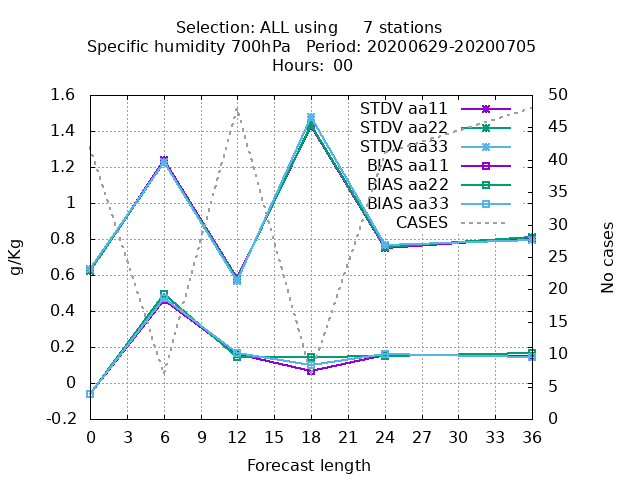 Selection: ALL using     7 stations
Specific humidity 700hPa   Period: 20200629-20200705
Hours:  00
1.6
1.4
1.2
1
0.8
0.6
0.4
0.2
0
-0.2
g/Kg
STDV aa11
STDV aa22
STDV aa33
BIAS aa11
BIAS aa22
BIAS aa33
CASES
50
45
40
35
30
25
20
15
10
5
0
No cases
0 3 6 9 12 15 18 21 24 27 30 33 36
Forecast length